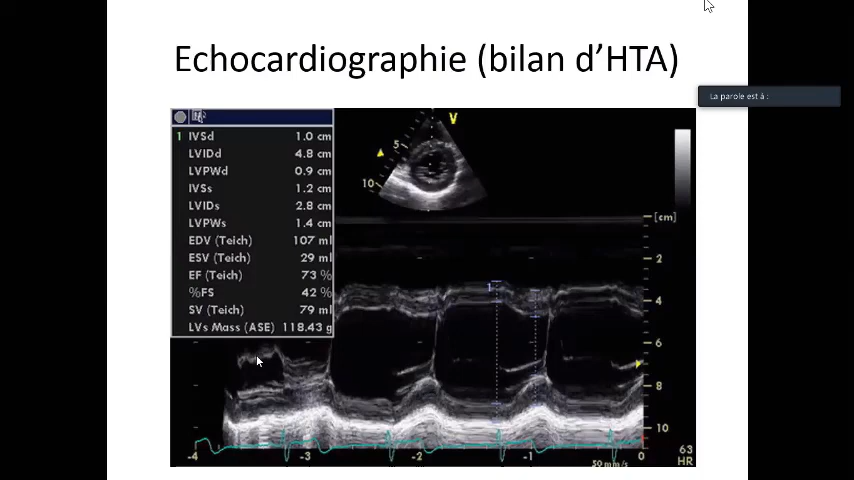 Echocardiographie (bilan d’HTA)
La parole est à :
1 IVSd 1.0 cm
LVIDd 4.8 cm
LVPWd 0.9 cm
IVSs 1.2 cm
LVIDs 2.8 cm
LVPWs 1.4 cm
EDV (Teich) 107 ml
ESV (Teich) 29 ml
EF (Teich) 73 %
%FS 42 %
SV (Teich) 79 ml
LVs Mass (ASE) 118.43 g
V
5
10
[cm]
2
4
1
6
8
10
-4 -3 -2 -1 0
50 mm/s
63
HR